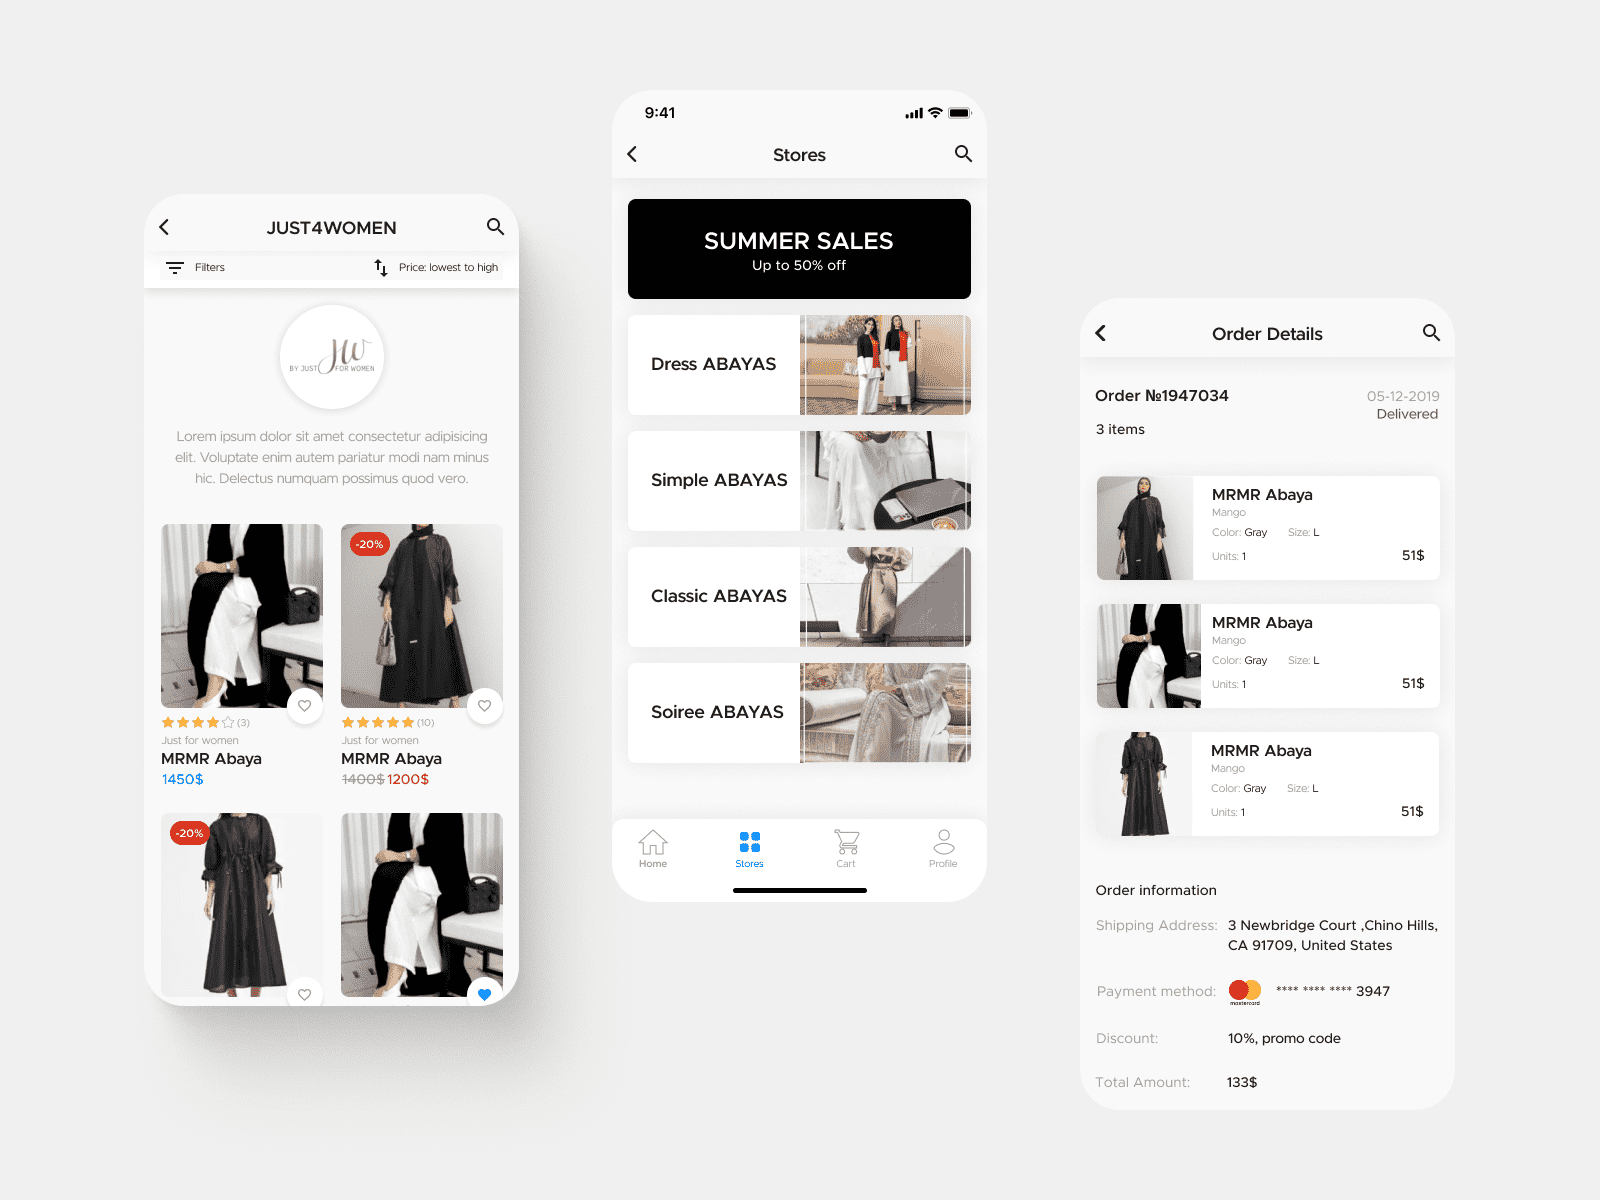 JUST4WOMEN
Filters
Price: lowest to high
JW
BY JUST FOR WOMEN
Lorem ipsum dolor sit amet consectetur adipisicing
elit. Voluptate enim autem pariatur modi nam minus
hic. Delectus numquam possimus quod vero.
(3)
Just for women
MRMR Abaya
1450$
-20%
(10)
Just for women
MRMR Abaya
1400$ 1200$
-20%
9:41
Stores
SUMMER SALES
Up to 50% off
Dress ABAYAS
Simple ABAYAS
Classic ABAYAS
Soiree ABAYAS
Home
Stores
Cart
Profile
Order Details
Order №1947034
05-12-2019
Delivered
3 items
MRMR Abaya
Mango
Color: Gray Size: L
Units: 1
51$
MRMR Abaya
Mango
Color: Gray Size: L
Units: 1
51$
MRMR Abaya
Mango
Color: Gray Size: L
Units: 1
51$
Order information
Shipping Address: 3 Newbridge Court ,Chino Hills,
CA 91709, United States
Payment method: mastercard **** **** **** 3947
Discount: 10%, promo code
Total Amount: 133$